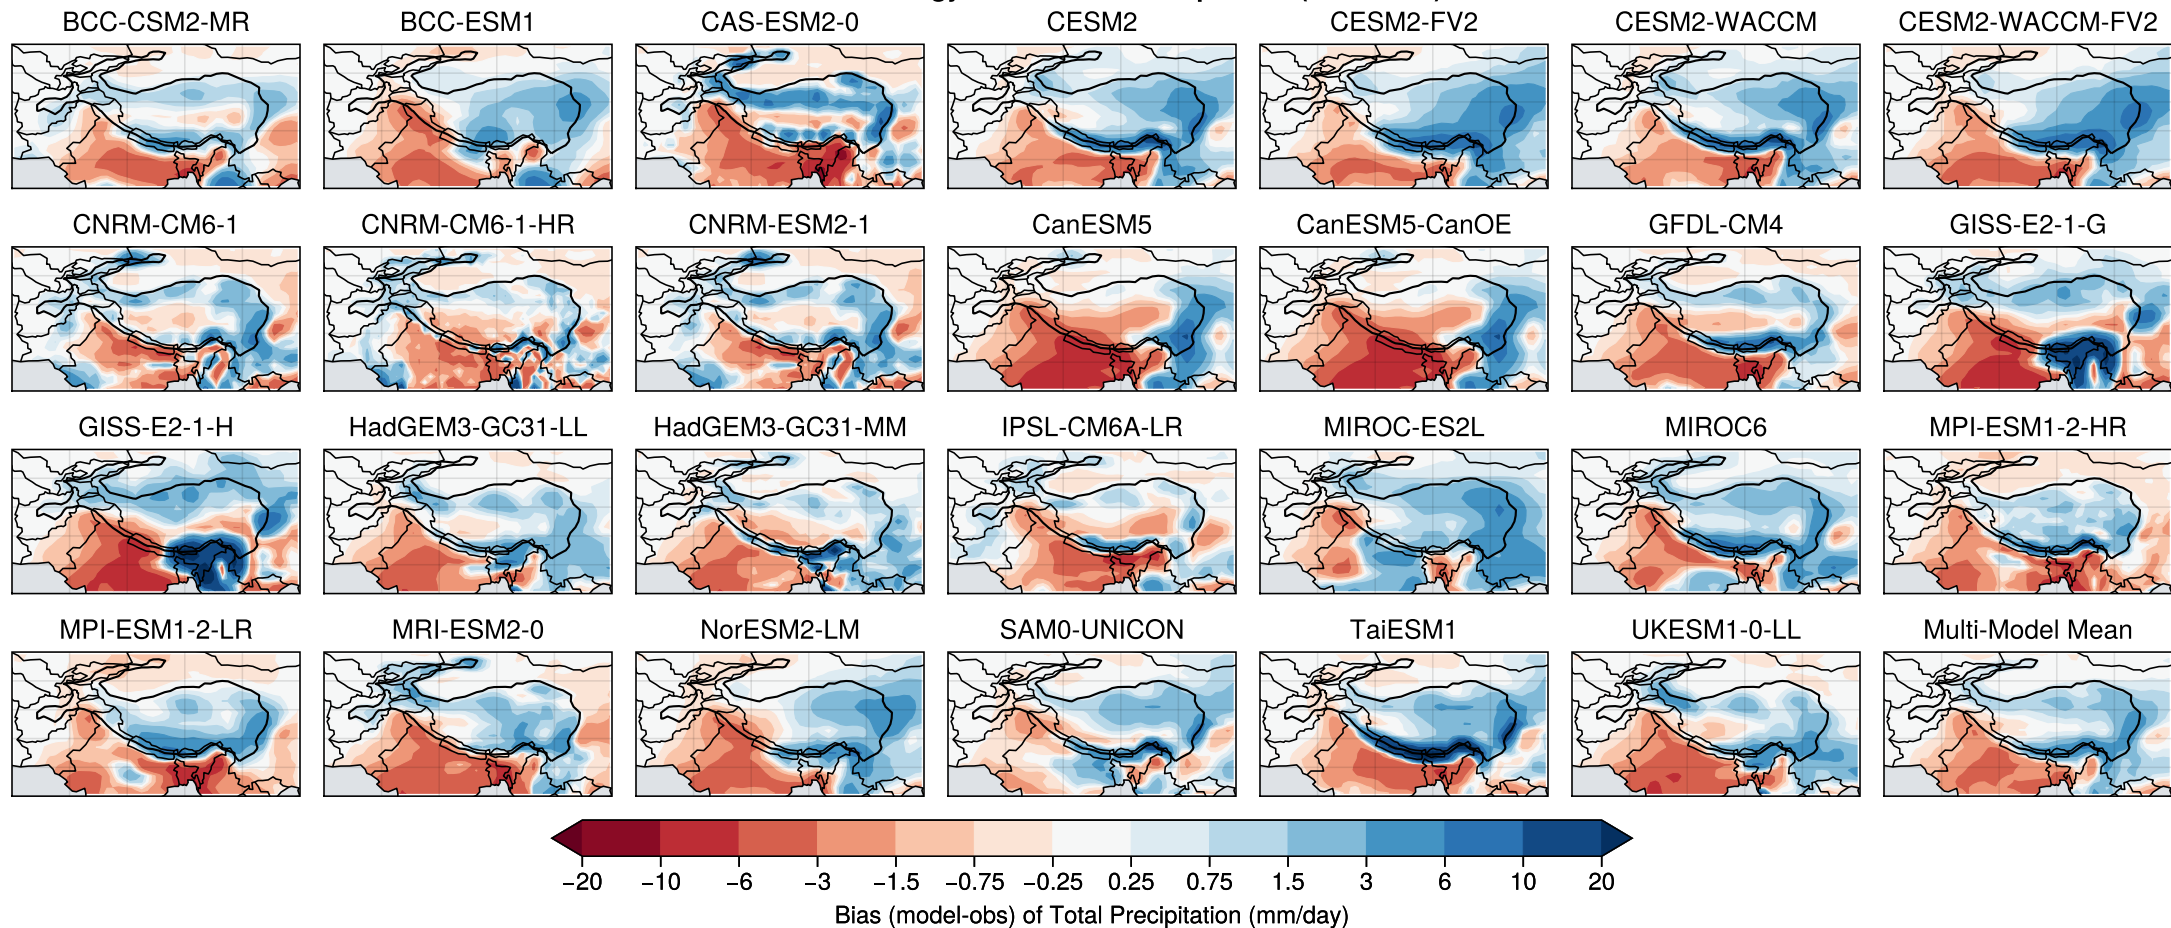 BCC-CSM2-MR BCC-ESM1 CAS-ESM2-0 CESM2 CESM2-FV2 CESM2-WACCM CESM2-WACCM-FV2
CNRM-CM6-1 CNRM-CM6-1-HR CNRM-ESM2-1 CanESM5 CanESM5-CanOE GFDL-CM4 GISS-E2-1-G
GISS-E2-1-H HadGEM3-GC31-LL HadGEM3-GC31-MM IPSL-CM6A-LR MIROC-ES2L MIROC6 MPI-ESM1-2-HR
MPI-ESM1-2-LR MRI-ESM2-0 NorESM2-LM SAM0-UNICON TaiESM1 UKESM1-0-LL Multi-Model Mean
−20 −10 −6 −3 −1.5 −0.75 −0.25 0.25 0.75 1.5 3 6 10 20
Bias (model-obs) of Total Precipitation (mm/day)